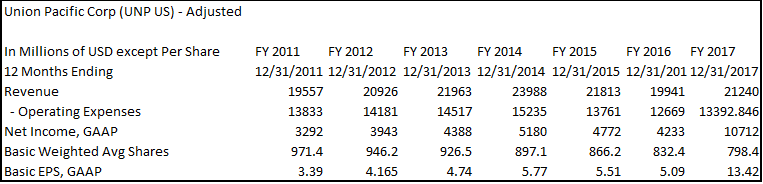 Union Pacific Corp (UNP US) - Adjusted
In Millions of USD except Per Share FY 2011 FY 2012 FY 2013 FY 2014 FY 2015 FY 2016 FY 2017
12 Months Ending 12/31/2011 12/31/2012 12/31/2013 12/31/2014 12/31/2015 12/31/201 12/31/2017
Revenue 19557 20926 21963 23988 21813 19941 21240
- Operating Expenses 13833 14181 14517 15235 13761 12669 13392.846
Net Income, GAAP 3292 3943 4388 5180 4772 4233 10712
Basic Weighted Avg Shares 971.4 946.2 926.5 897.1 866.2 832.4 798.4
Basic EPS, GAAP 3.39 4.165 4.74 5.77 5.51 5.09 13.42